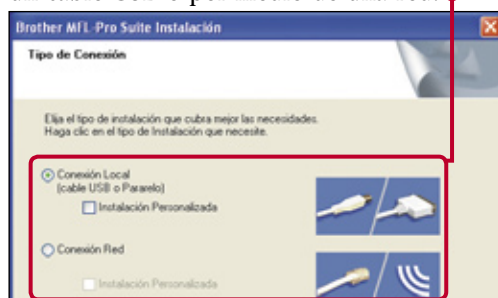 Brother MFL-Pro Suite Instalación
Tipo de Conexión
Elija el tipo de instalación que cubra mejor las necesidades.
Haga clic en el tipo de Instalación que necesite.
Conexión Local
(cable USB o Pararelo)
Instalación Personalizada
Conexión Red
Instalación Personalizada